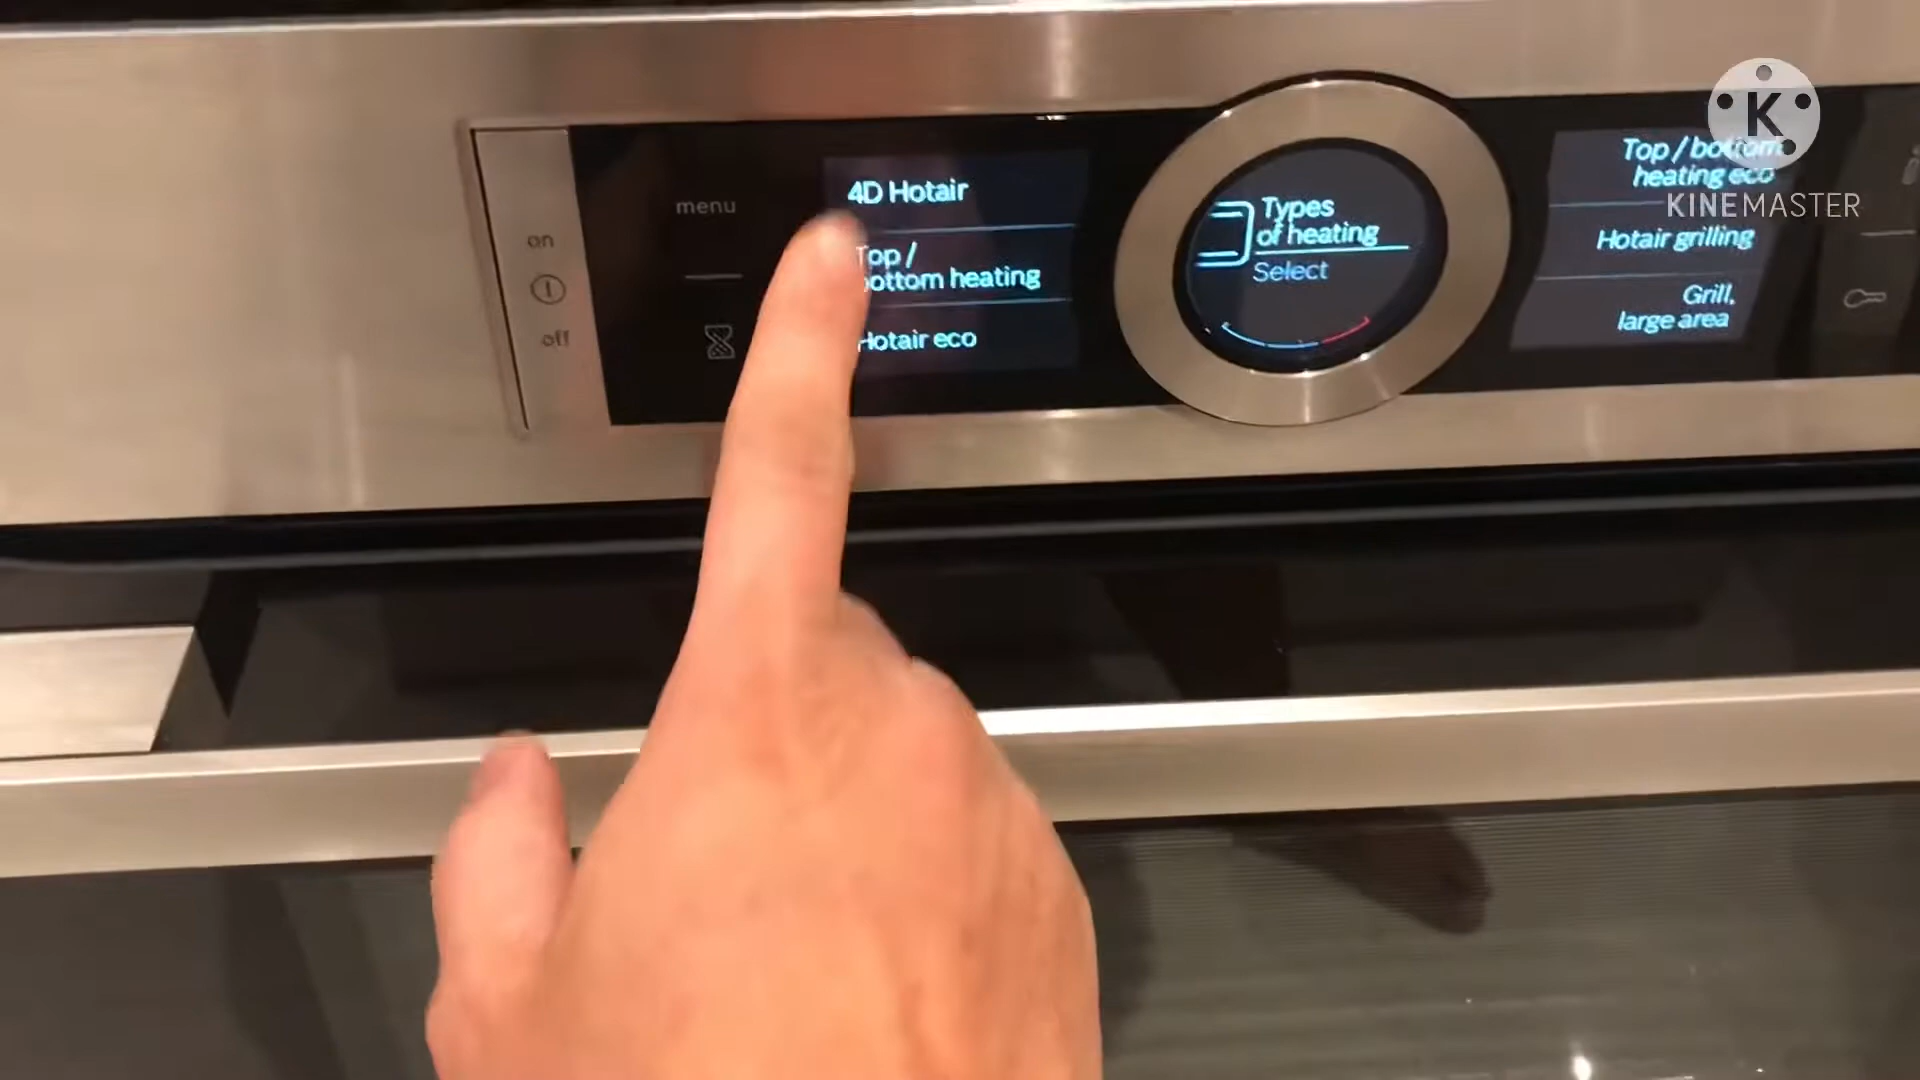 menu
on
off
4D Hotair
Top /
bottom heating
Hotair eco
Types
of heating
Select
Top / bottom
heating eco
Hotair grilling
Grill,
large area
K
KINEMASTER